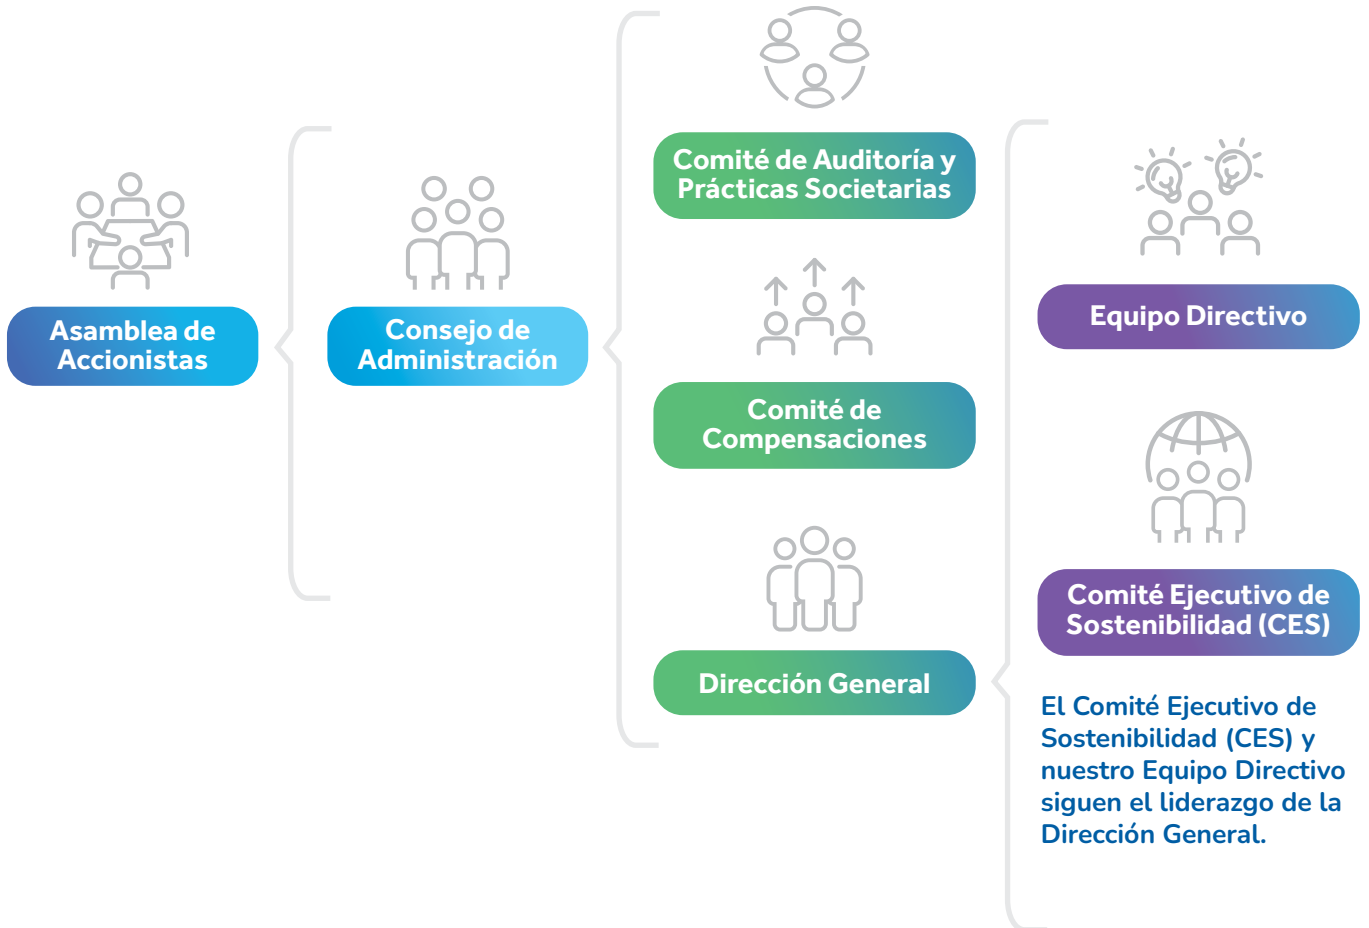 Asamblea de
Accionistas
Consejo de
Administración
Comité de Auditoría y
Prácticas Societarias
Comité de
Compensaciones
Dirección General
Equipo Directivo
Comité Ejecutivo de
Sostenibilidad (CES)
El Comité Ejecutivo de
Sostenibilidad (CES) y
nuestro Equipo Directivo
siguen el liderazgo de la
Dirección General.